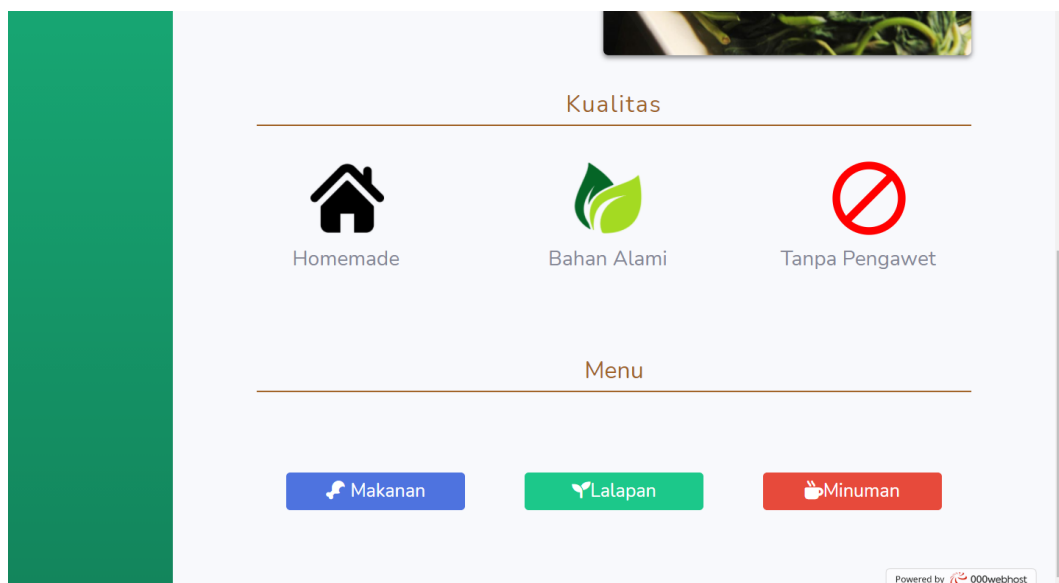 Kualitas
Homemade Bahan Alami Tanpa Pengawet
Menu
Makanan Lalapan Minuman
Powered by 000webhost